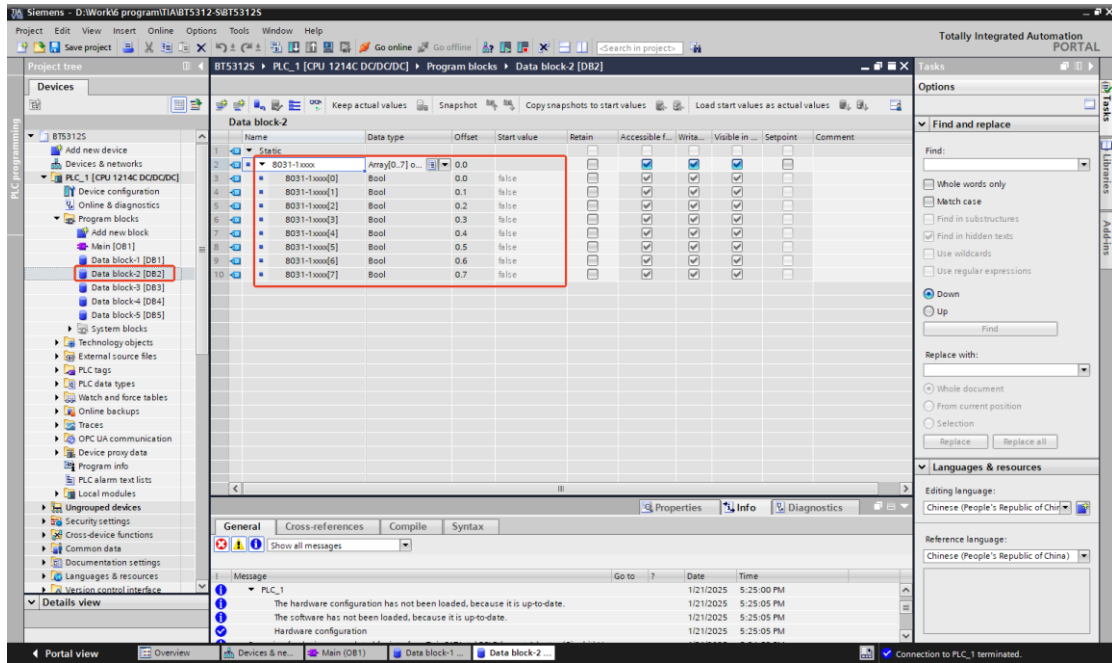 Siemens - D:\Work\6 program\TIA\BT5312-S\BT5312S
Project Edit View Insert Online Options Tools Window Help
Totally Integrated Automation
PORTAL
Save project Go online Go offline <Search in project>
Project tree
BT5312S PLC_1 [CPU 1214C DC/DC/DC] Program blocks Data block-2 [DB2]
Tasks
Devices
Options
Keep actual values Snapshot Copy snapshots to start values Load start values as actual values
Data block-2
Name Data type Offset Start value Retain Accessible f... Writa... Visible in ... Setpoint Comment
1 Static
2 8031-1xxxx Array[0..7] o... 0.0
3 8031-1xxxx[0] Bool 0.0 false
4 8031-1xxxx[1] Bool 0.1 false
5 8031-1xxxx[2] Bool 0.2 false
6 8031-1xxxx[3] Bool 0.3 false
7 8031-1xxxx[4] Bool 0.4 false
8 8031-1xxxx[5] Bool 0.5 false
9 8031-1xxxx[6] Bool 0.6 false
10 8031-1xxxx[7] Bool 0.7 false
PLC programming
BT5312S
Add new device
Devices & networks
PLC_1 [CPU 1214C DC/DC/DC]
Device configuration
Online & diagnostics
Program blocks
Add new block
Main [OB1]
Data block-1 [DB1]
Data block-2 [DB2]
Data block-3 [DB3]
Data block-4 [DB4]
Data block-5 [DB5]
System blocks
Technology objects
External source files
PLC tags
PLC data types
Watch and force tables
Online backups
Traces
OPC UA communication
Device proxy data
Program info
PLC alarm text lists
Local modules
Ungrouped devices
Security settings
Cross-device functions
Common data
Documentation settings
Languages & resources
Version control interface
Details view
Find and replace
Find:
Whole words only
Match case
Find in substructures
Find in hidden texts
Use wildcards
Use regular expressions
Down
Up
Find
Replace with:
Whole document
From current position
Selection
Replace Replace all
Languages & resources
Editing language:
Chinese (People's Republic of Chin
Reference language:
Chinese (People's Republic of China)
Tasks
Libraries
Add-ins
Properties Info Diagnostics
General Cross-references Compile Syntax
Show all messages
! Message Go to ? Date Time
PLC_1 1/21/2025 5:25:00 PM
The hardware configuration has not been loaded, because it is up-to-date. 1/21/2025 5:25:05 PM
The software has not been loaded, because it is up-to-date. 1/21/2025 5:25:05 PM
Hardware configuration 1/21/2025 5:25:05 PM
Portal view Overview Devices & ne... Main (OB1) Data block-1 ... Data block-2 ... Connection to PLC_1 terminated.